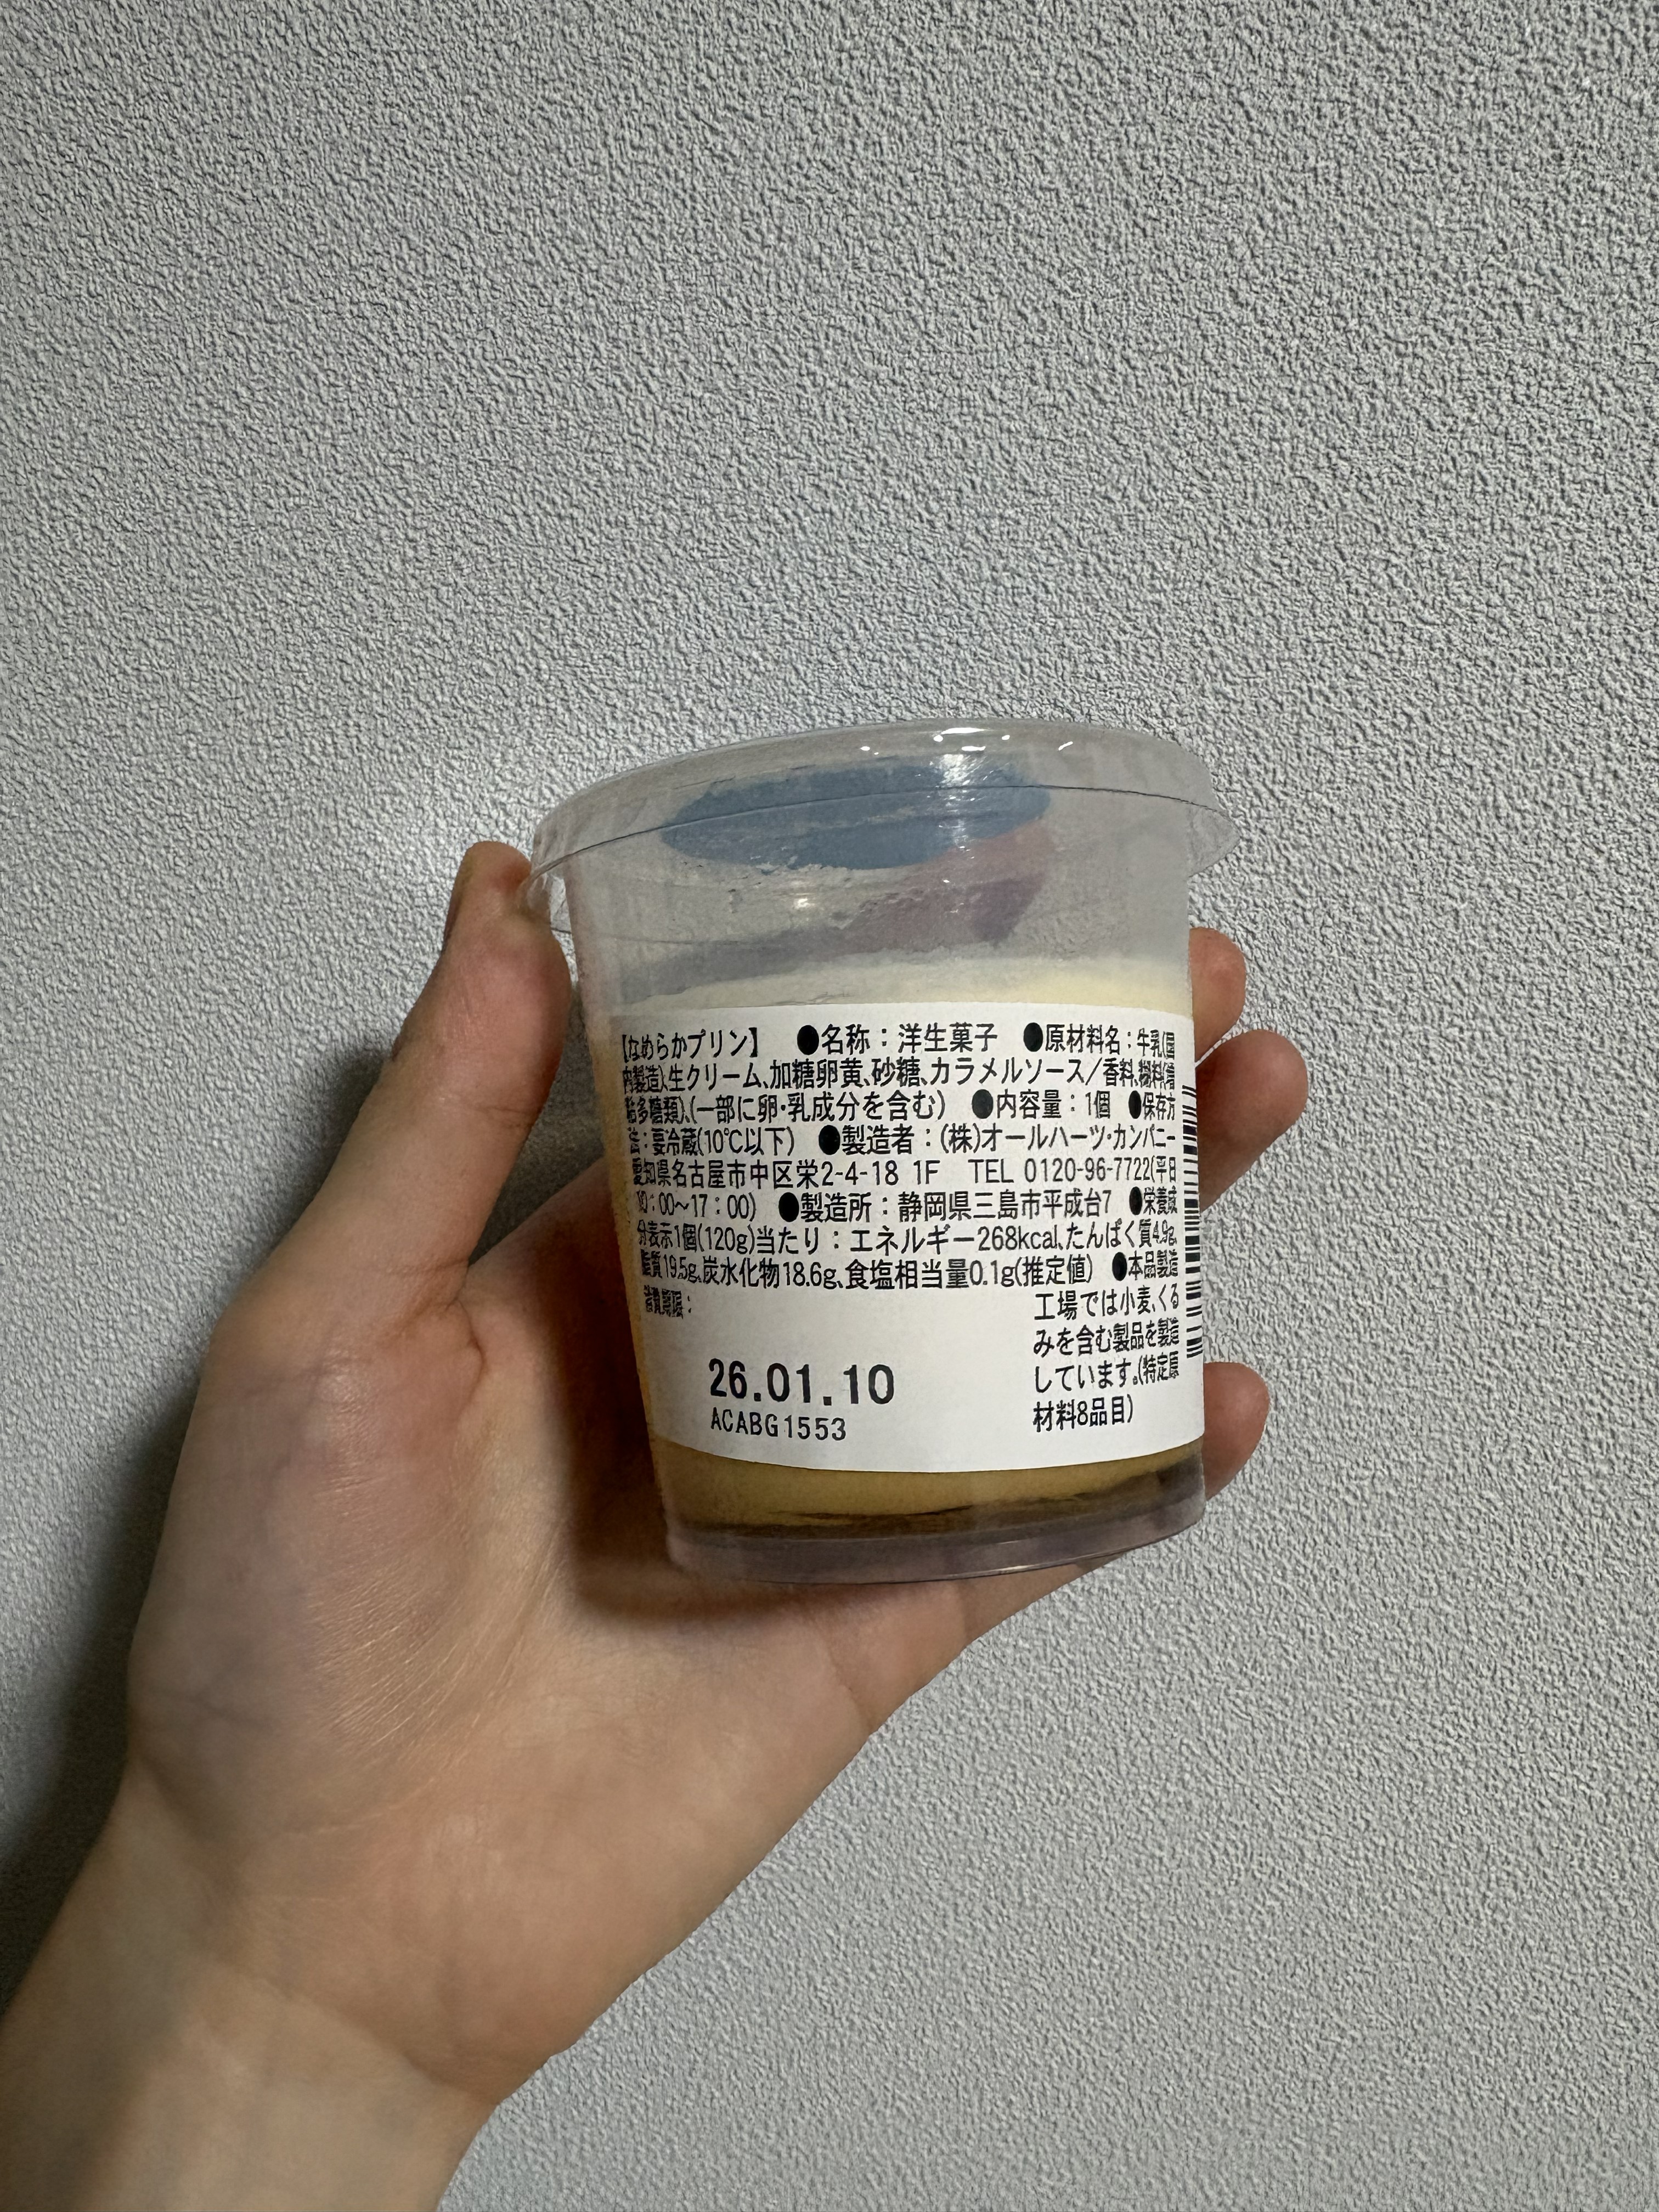 【なめらかプリン】 ●名称：洋生菓子 ●原材料名：牛乳(国
内製造)、生クリーム、加糖卵黄、砂糖、カラメルソース/香料、糊料(増
粘多糖類)、(一部に卵・乳成分を含む) ●内容量：1個 ●保存方
法：要冷蔵(10℃以下) ●製造者：(株)オールハーツ・カンパニー
愛知県名古屋市中区栄2-4-18 1F TEL 0120-96-7722(平日
10：00～17：00) ●製造所：静岡県三島市平成台7 ●栄養成
分表示1個(120g)当たり：エネルギー268kcal、たんぱく質4.9g、
脂質19.5g、炭水化物18.6g、食塩相当量0.1g(推定値) ●本品製造
工場では小麦、くる
みを含む製品を製造
しています。(特定原
材料8品目)
消費期限：
26.01.10
ACABG1553